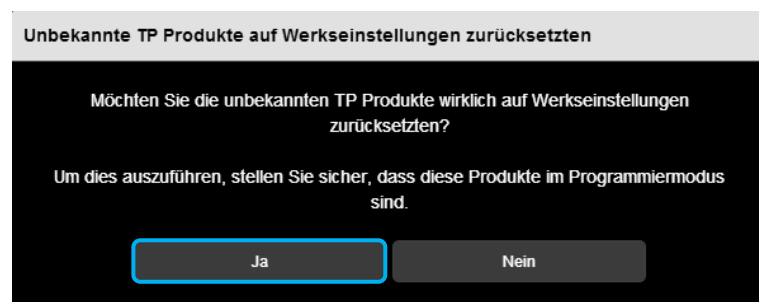 Unbekannte TP Produkte auf Werkseinstellungen zurücksetzten
Möchten Sie die unbekannten TP Produkte wirklich auf Werkseinstellungen
zurücksetzten?
Um dies auszuführen, stellen Sie sicher, dass diese Produkte im Programmiermodus
sind.
Ja
Nein